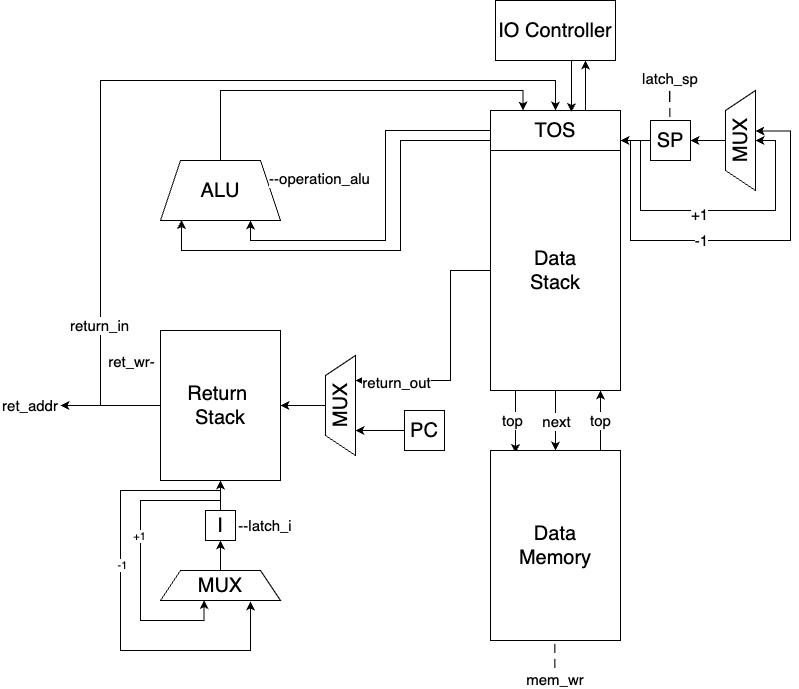 IO Controller
latch_sp
TOS
SP
MUX
ALU
--operation_alu
+1
-1
Data
Stack
return_in
ret_wr-
return_out
Return
Stack
MUX
ret_addr
PC
top
next
top
I
--latch_i
+1
-1
MUX
Data
Memory
mem_wr